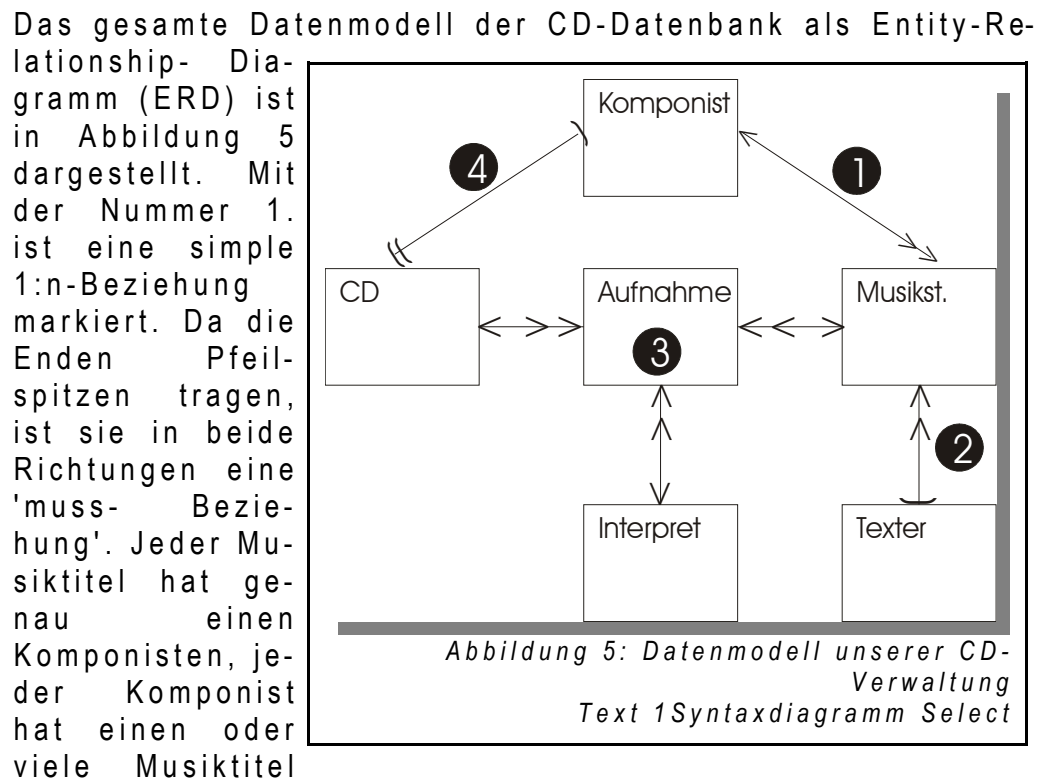 Das gesamte Datenmodell der CD-Datenbank als Entity-Re-
lationship- Dia-
gramm (ERD) ist
in Abbildung 5
dargestellt. Mit
der Nummer 1.
ist eine simple
1:n-Beziehung
markiert. Da die
Enden Pfeil-
spitzen tragen,
ist sie in beide
Richtungen eine
'muss- Bezie-
hung'. Jeder Mu-
siktitel hat ge-
nau einen
Komponisten, je-
der Komponist
hat einen oder
viele Musiktitel
Komponist
4
1
CD
Aufnahme
Musikst.
3
2
Interpret
Texter
Abbildung 5: Datenmodell unserer CD-
Verwaltung
Text 1Syntaxdiagramm Select